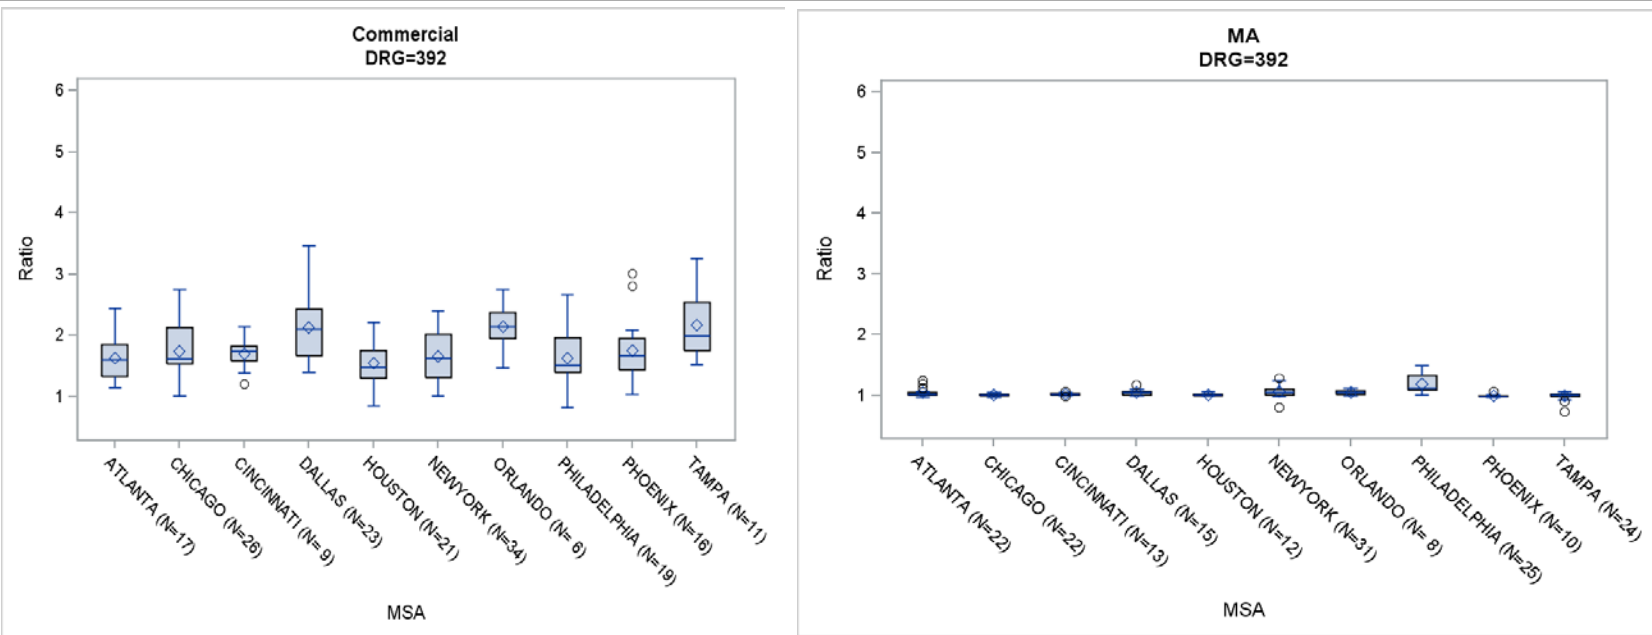 Commercial
DRG=392
6
5
4
3
2
1
Ratio
ATLANTA (N=17)
CHICAGO (N=26)
CINCINNATI (N= 9)
DALLAS (N=23)
HOUSTON (N=21)
NEWYORK (N=34)
ORLANDO (N= 6)
PHILADELPHIA (N=19)
PHOENIX (N=16)
TAMPA (N=11)
MSA
MA
DRG=392
6
5
4
3
2
1
Ratio
ATLANTA (N=22)
CHICAGO (N=22)
CINCINNATI (N=13)
DALLAS (N=15)
HOUSTON (N=12)
NEWYORK (N=31)
ORLANDO (N= 8)
PHILADELPHIA (N=25)
PHOENIX (N=10)
TAMPA (N=24)
MSA